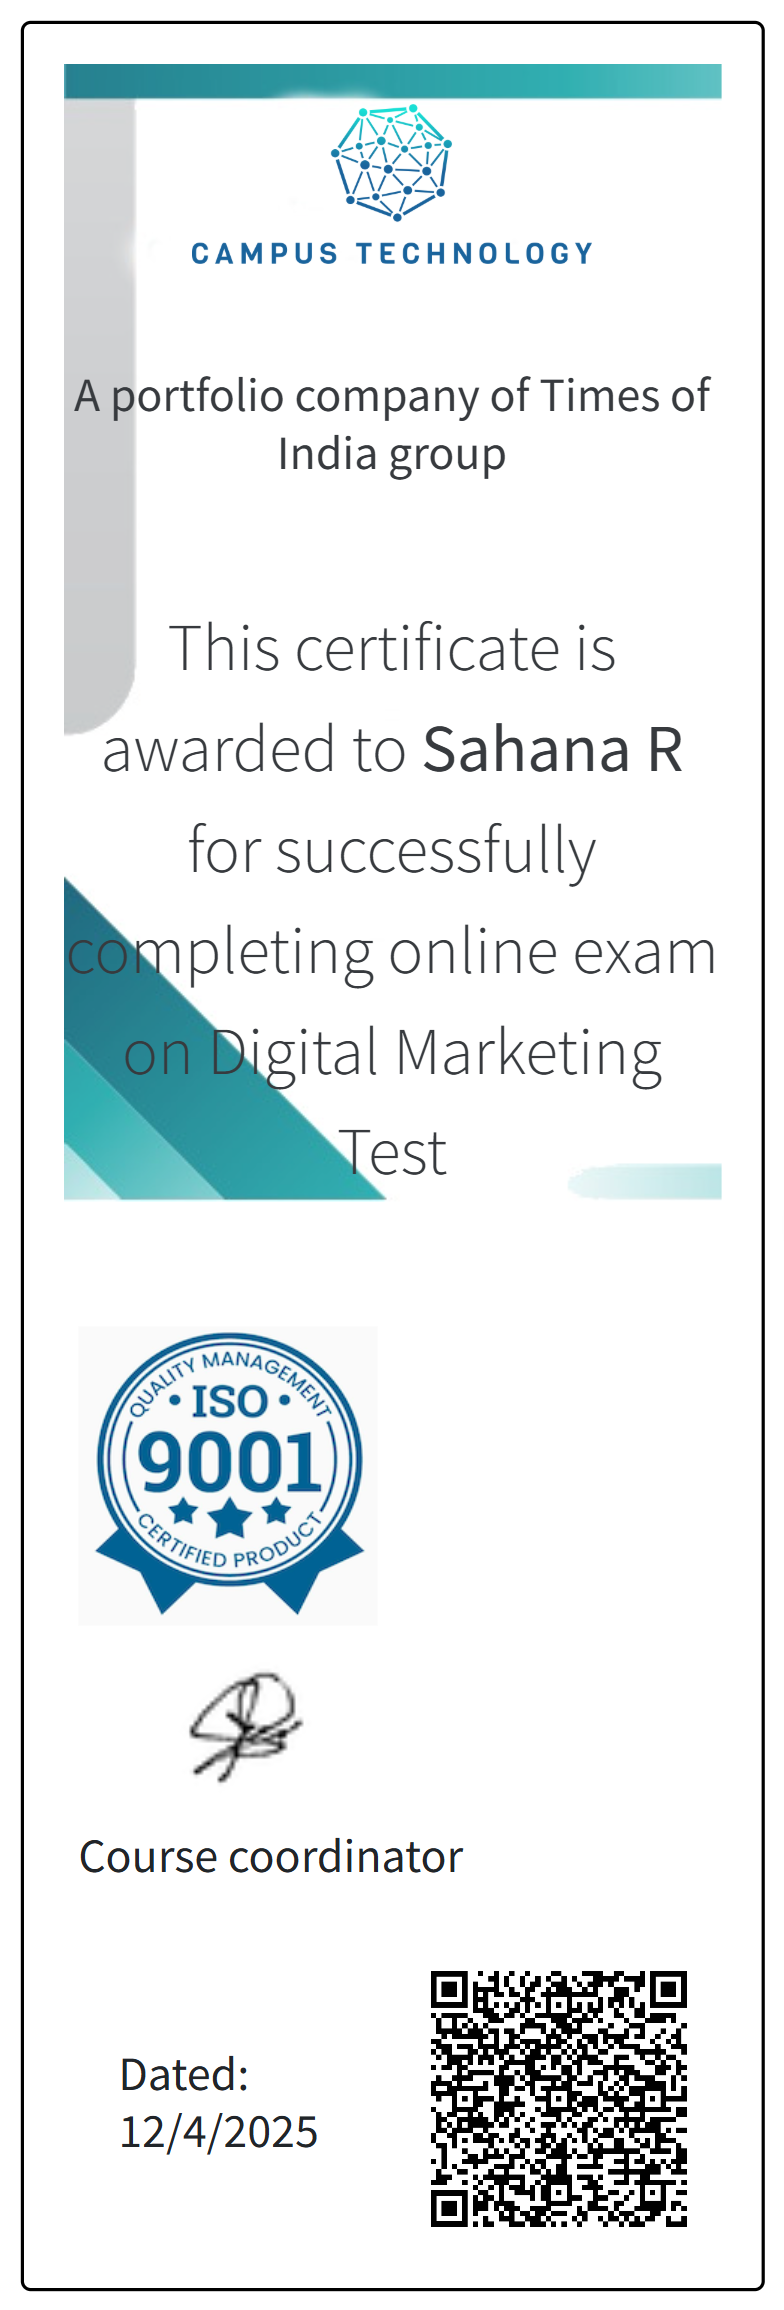 CAMPUS TECHNOLOGY
A portfolio company of Times of
India group
This certificate is
awarded to Sahana R
for successfully
completing online exam
on Digital Marketing
Test
QUALITY MANAGEMENT
• ISO •
9001
CERTIFIED PRODUCT
Course coordinator
Dated:
12/4/2025